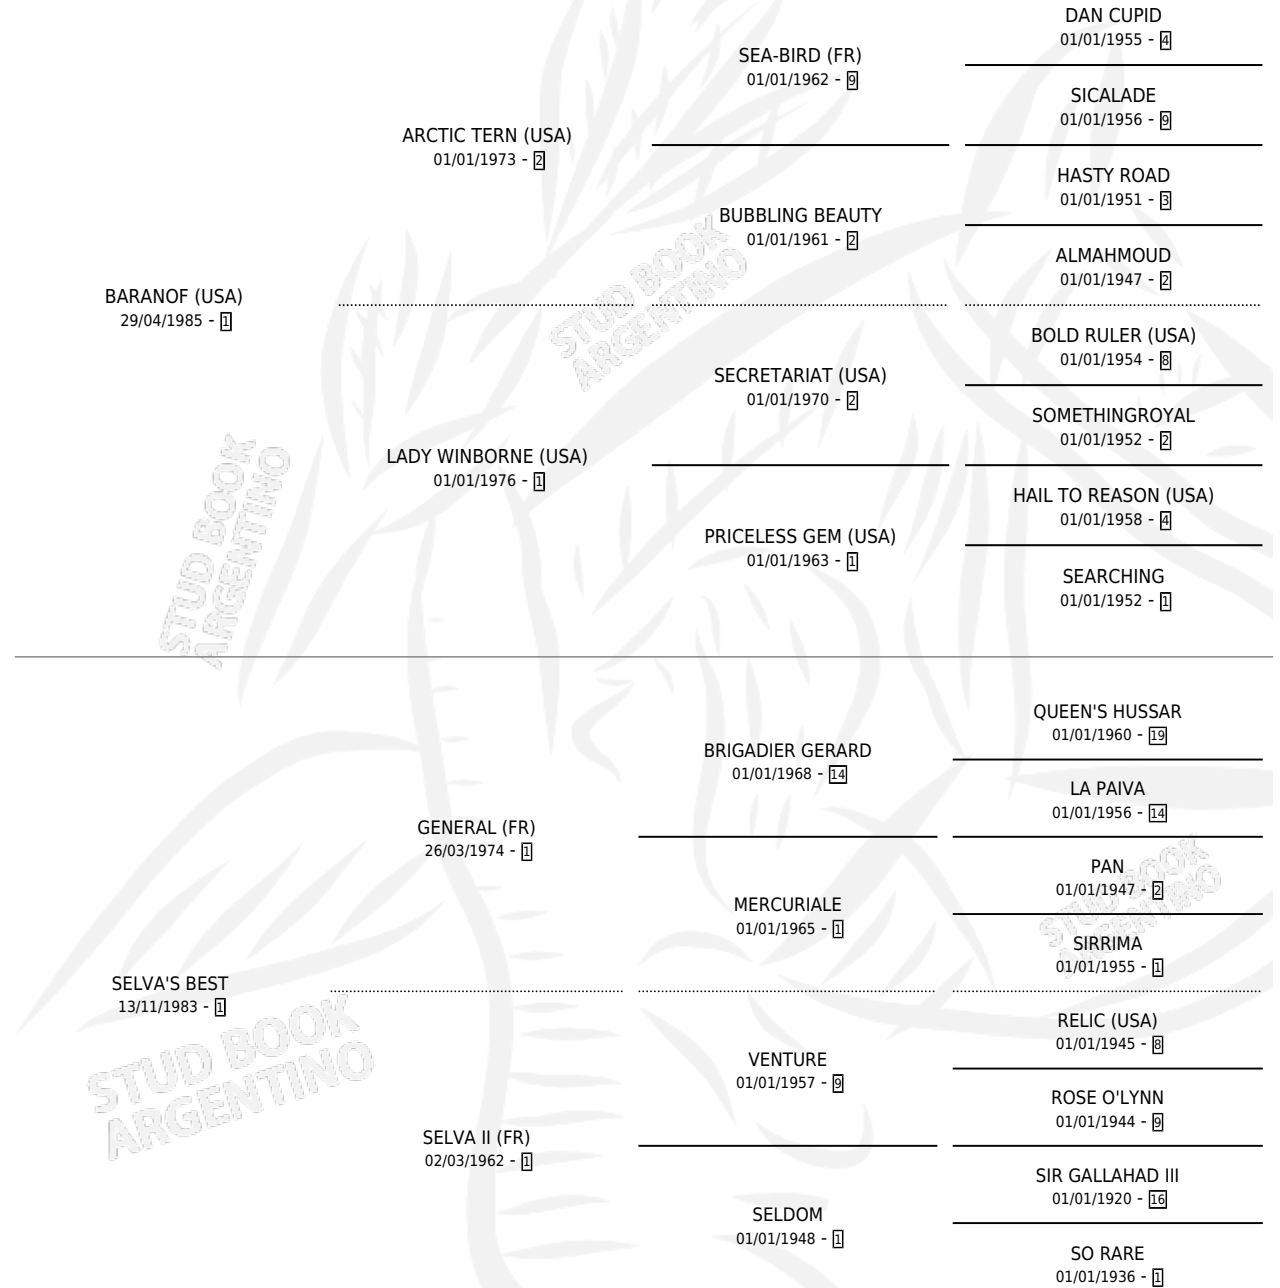 DAN CUPID
01/01/1955 - 4
SEA-BIRD (FR)
01/01/1962 - 9
SICALADE
01/01/1956 - 9
ARCTIC TERN (USA)
01/01/1973 - 2
HASTY ROAD
01/01/1951 - 3
BUBBLING BEAUTY
01/01/1961 - 2
ALMAHMOUD
01/01/1947 - 2
BARANOF (USA)
29/04/1985 - 1
STUD BOOK
ARGENTINO
BOLD RULER (USA)
01/01/1954 - 8
SECRETARIAT (USA)
01/01/1970 - 2
SOMETHINGROYAL
01/01/1952 - 2
LADY WINBORNE (USA)
01/01/1976 - 1
HAIL TO REASON (USA)
01/01/1958 - 4
PRICELESS GEM (USA)
01/01/1963 - 1
SEARCHING
01/01/1952 - 1
STUD BOOK
ARGENTINO
QUEEN'S HUSSAR
01/01/1960 - 19
BRIGADIER GERARD
01/01/1968 - 14
LA PAIVA
01/01/1956 - 14
GENERAL (FR)
26/03/1974 - 1
PAN
01/01/1947 - 2
MERCURIALE
01/01/1965 - 1
SIRRIMA
01/01/1955 - 1
STUD BOOK
ARGENTINO
SELVA'S BEST
13/11/1983 - 1
RELIC (USA)
01/01/1945 - 8
VENTURE
01/01/1957 - 9
ROSE O'LYNN
01/01/1944 - 9
STUD BOOK
ARGENTINO
SELVA II (FR)
02/03/1962 - 1
SIR GALLAHAD III
01/01/1920 - 16
SELDOM
01/01/1948 - 1
SO RARE
01/01/1936 - 1